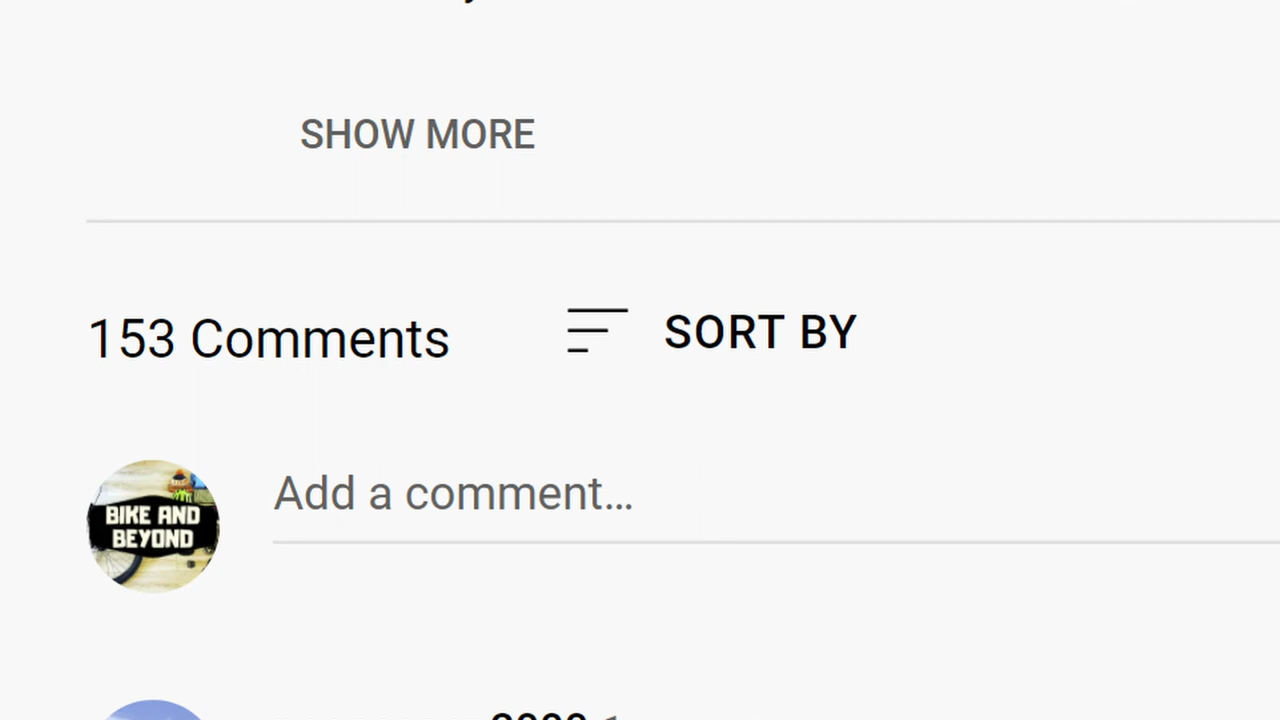 SHOW MORE
153 Comments
SORT BY
BIKE AND
BEYOND
Add a comment...